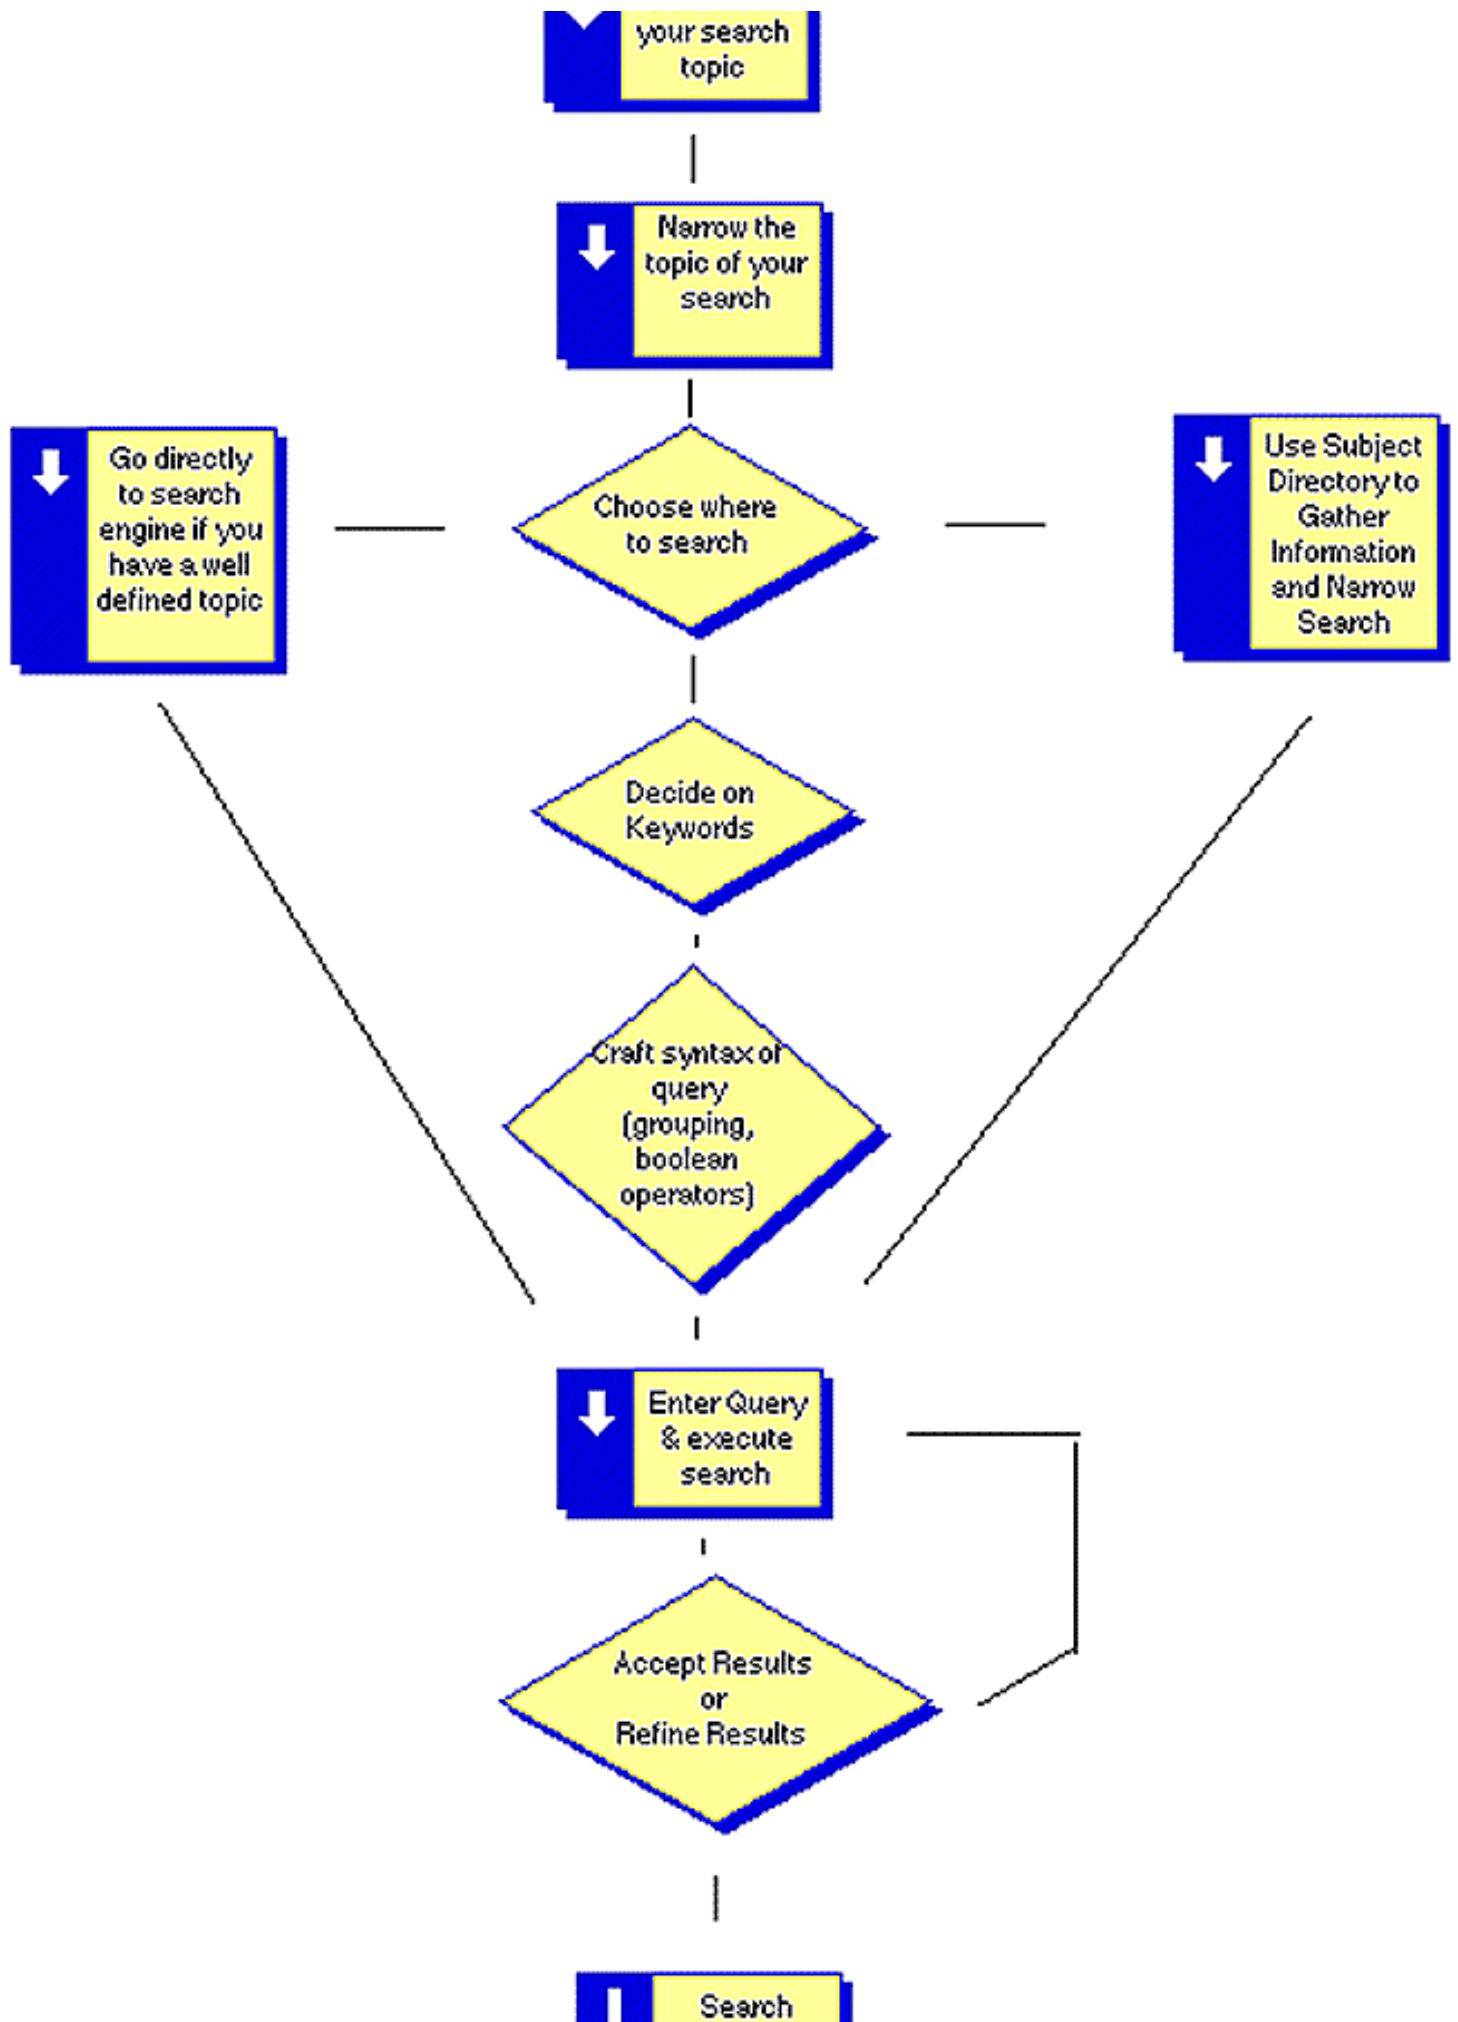 your search
topic
Narrow the
topic of your
search
Go directly
to search
engine if you
have a well
defined topic
Choose where
to search
Use Subject
Directory to
Gather
Information
and Narrow
Search
Decide on
Keywords
Craft syntax of
query
(grouping,
boolean
operators)
Enter Query
& execute
search
Accept Results
or
Refine Results
Search